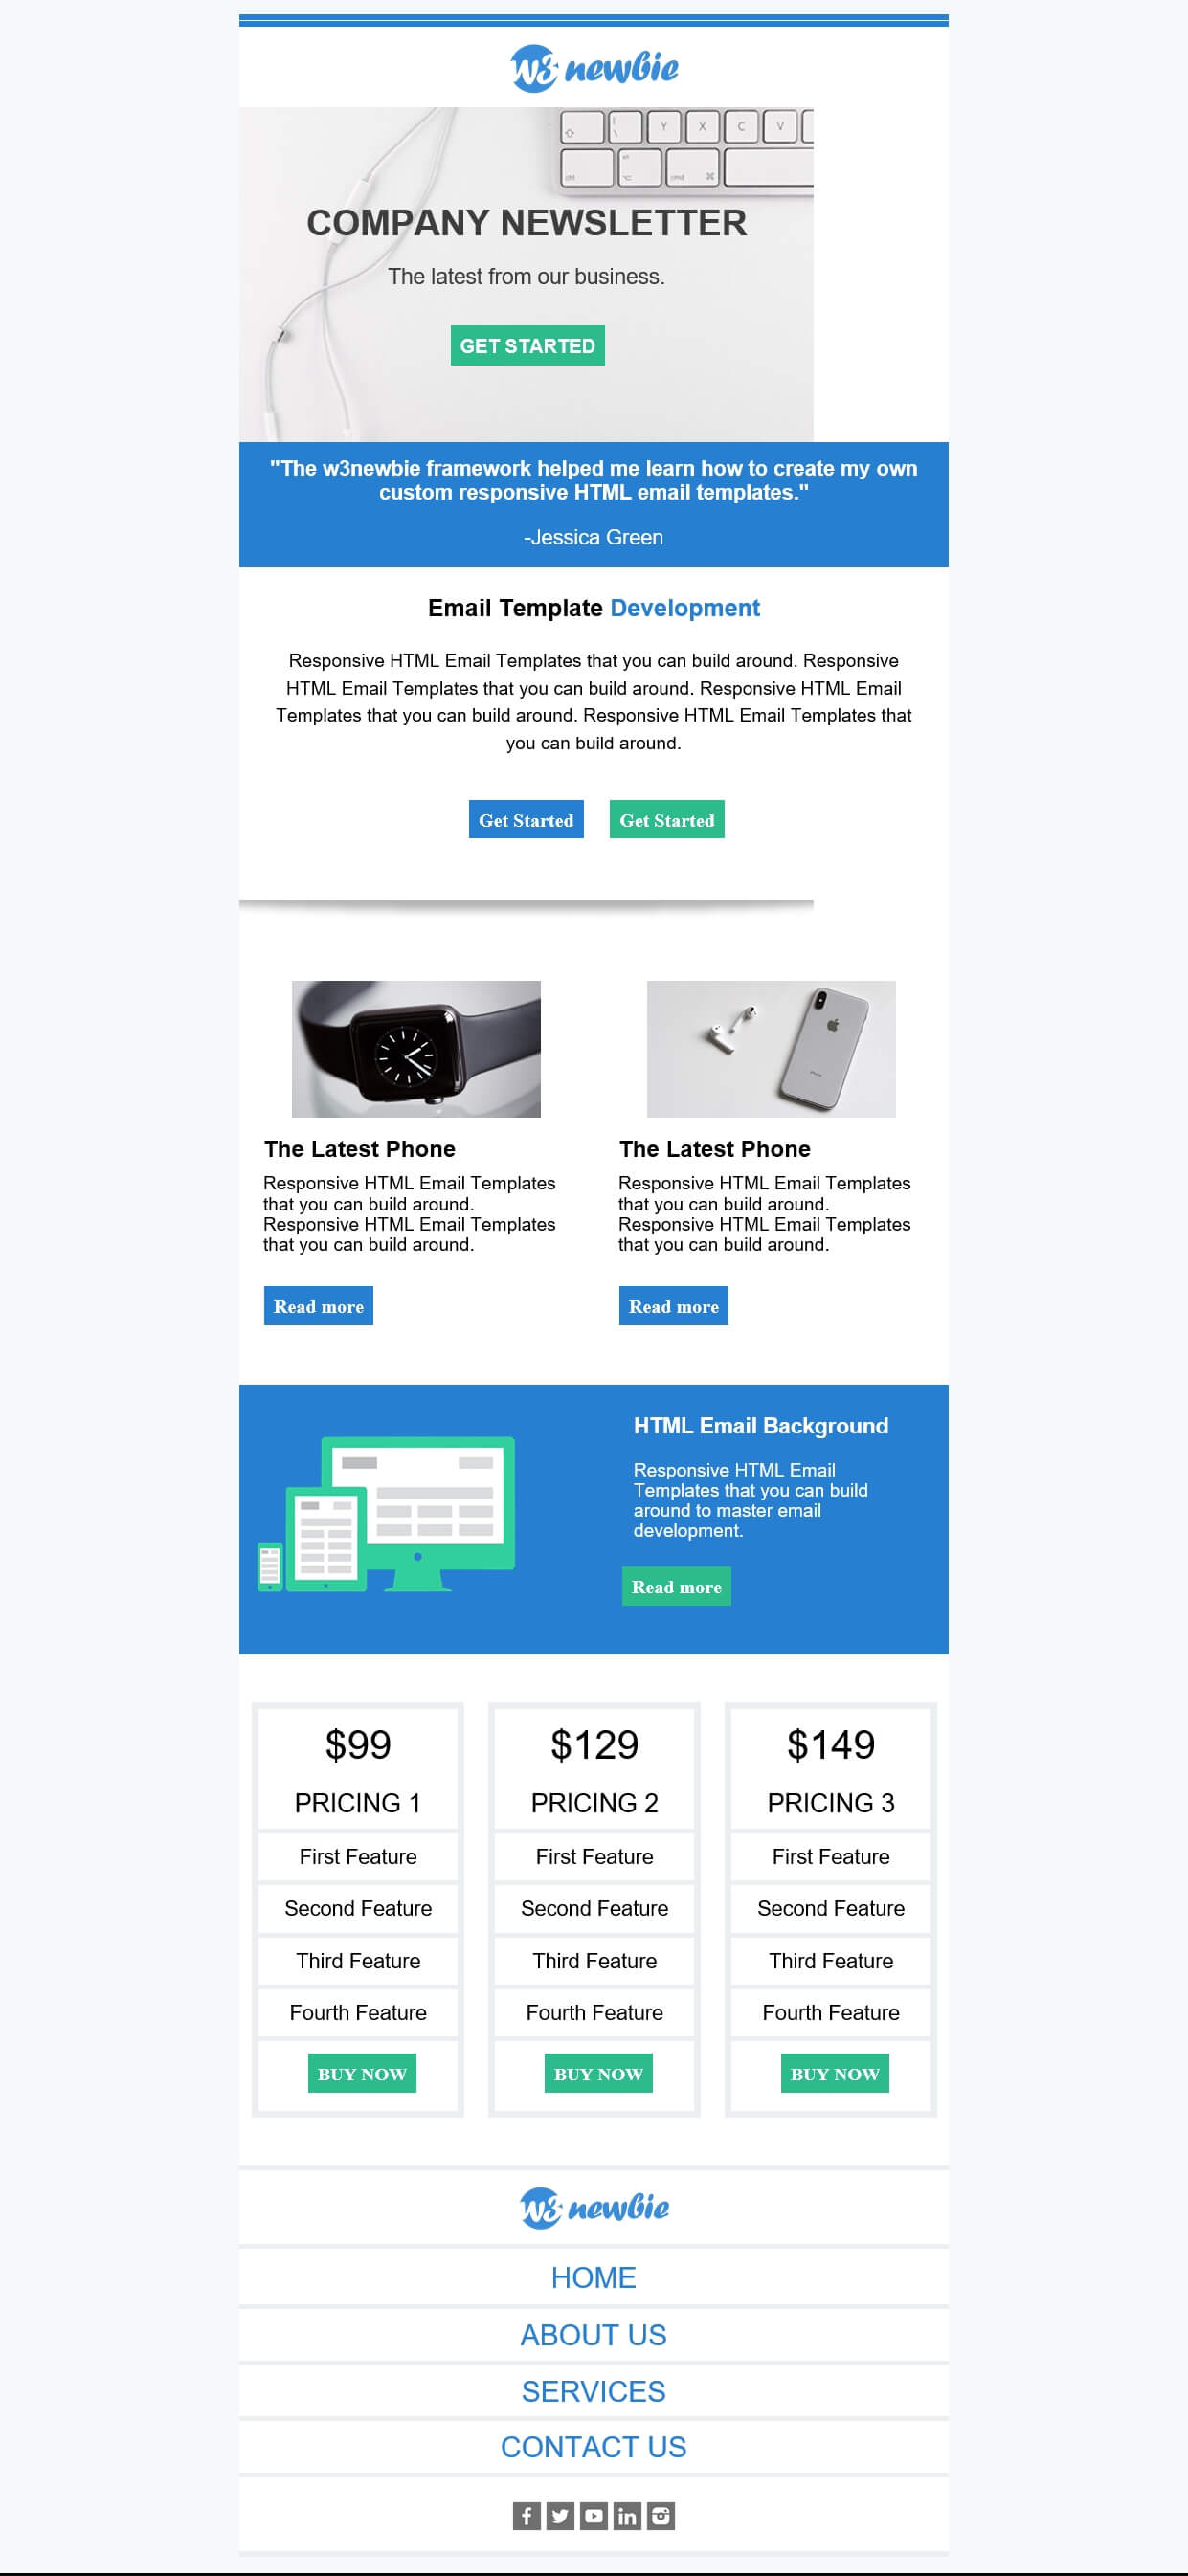 w3 newbie
Y X C V
ctrl cmd
COMPANY NEWSLETTER
The latest from our business.
GET STARTED
"The w3newbie framework helped me learn how to create my own
custom responsive HTML email templates."
-Jessica Green
Email Template Development
Responsive HTML Email Templates that you can build around. Responsive
HTML Email Templates that you can build around. Responsive HTML Email
Templates that you can build around. Responsive HTML Email Templates that
you can build around.
Get Started Get Started
The Latest Phone
Responsive HTML Email Templates
that you can build around.
Responsive HTML Email Templates
that you can build around.
Read more
The Latest Phone
Responsive HTML Email Templates
that you can build around.
Responsive HTML Email Templates
that you can build around.
Read more
HTML Email Background
Responsive HTML Email
Templates that you can build
around to master email
development.
Read more
$99
PRICING 1
First Feature
Second Feature
Third Feature
Fourth Feature
BUY NOW
$129
PRICING 2
First Feature
Second Feature
Third Feature
Fourth Feature
BUY NOW
$149
PRICING 3
First Feature
Second Feature
Third Feature
Fourth Feature
BUY NOW
w3 newbie
HOME
ABOUT US
SERVICES
CONTACT US